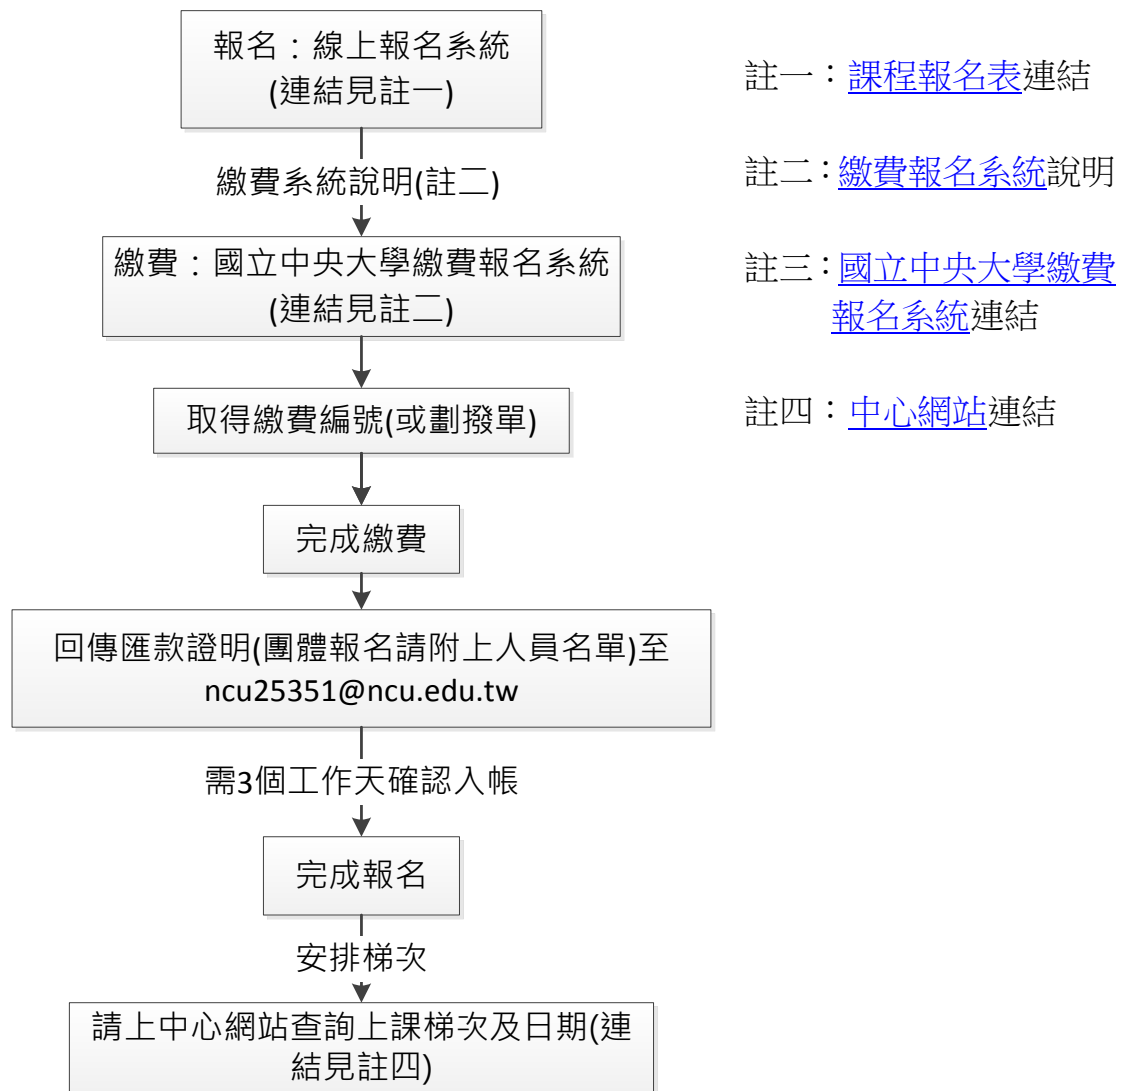 報名：線上報名系統
(連結見註一)
繳費系統說明(註二)
繳費：國立中央大學繳費報名系統
(連結見註二)
取得繳費編號(或劃撥單)
完成繳費
回傳匯款證明(團體報名請附上人員名單)至
ncu25351@ncu.edu.tw
需3個工作天確認入帳
完成報名
安排梯次
請上中心網站查詢上課梯次及日期(連
結見註四)
註一：課程報名表連結
註二：繳費報名系統說明
註三：國立中央大學繳費
報名系統連結
註四：中心網站連結